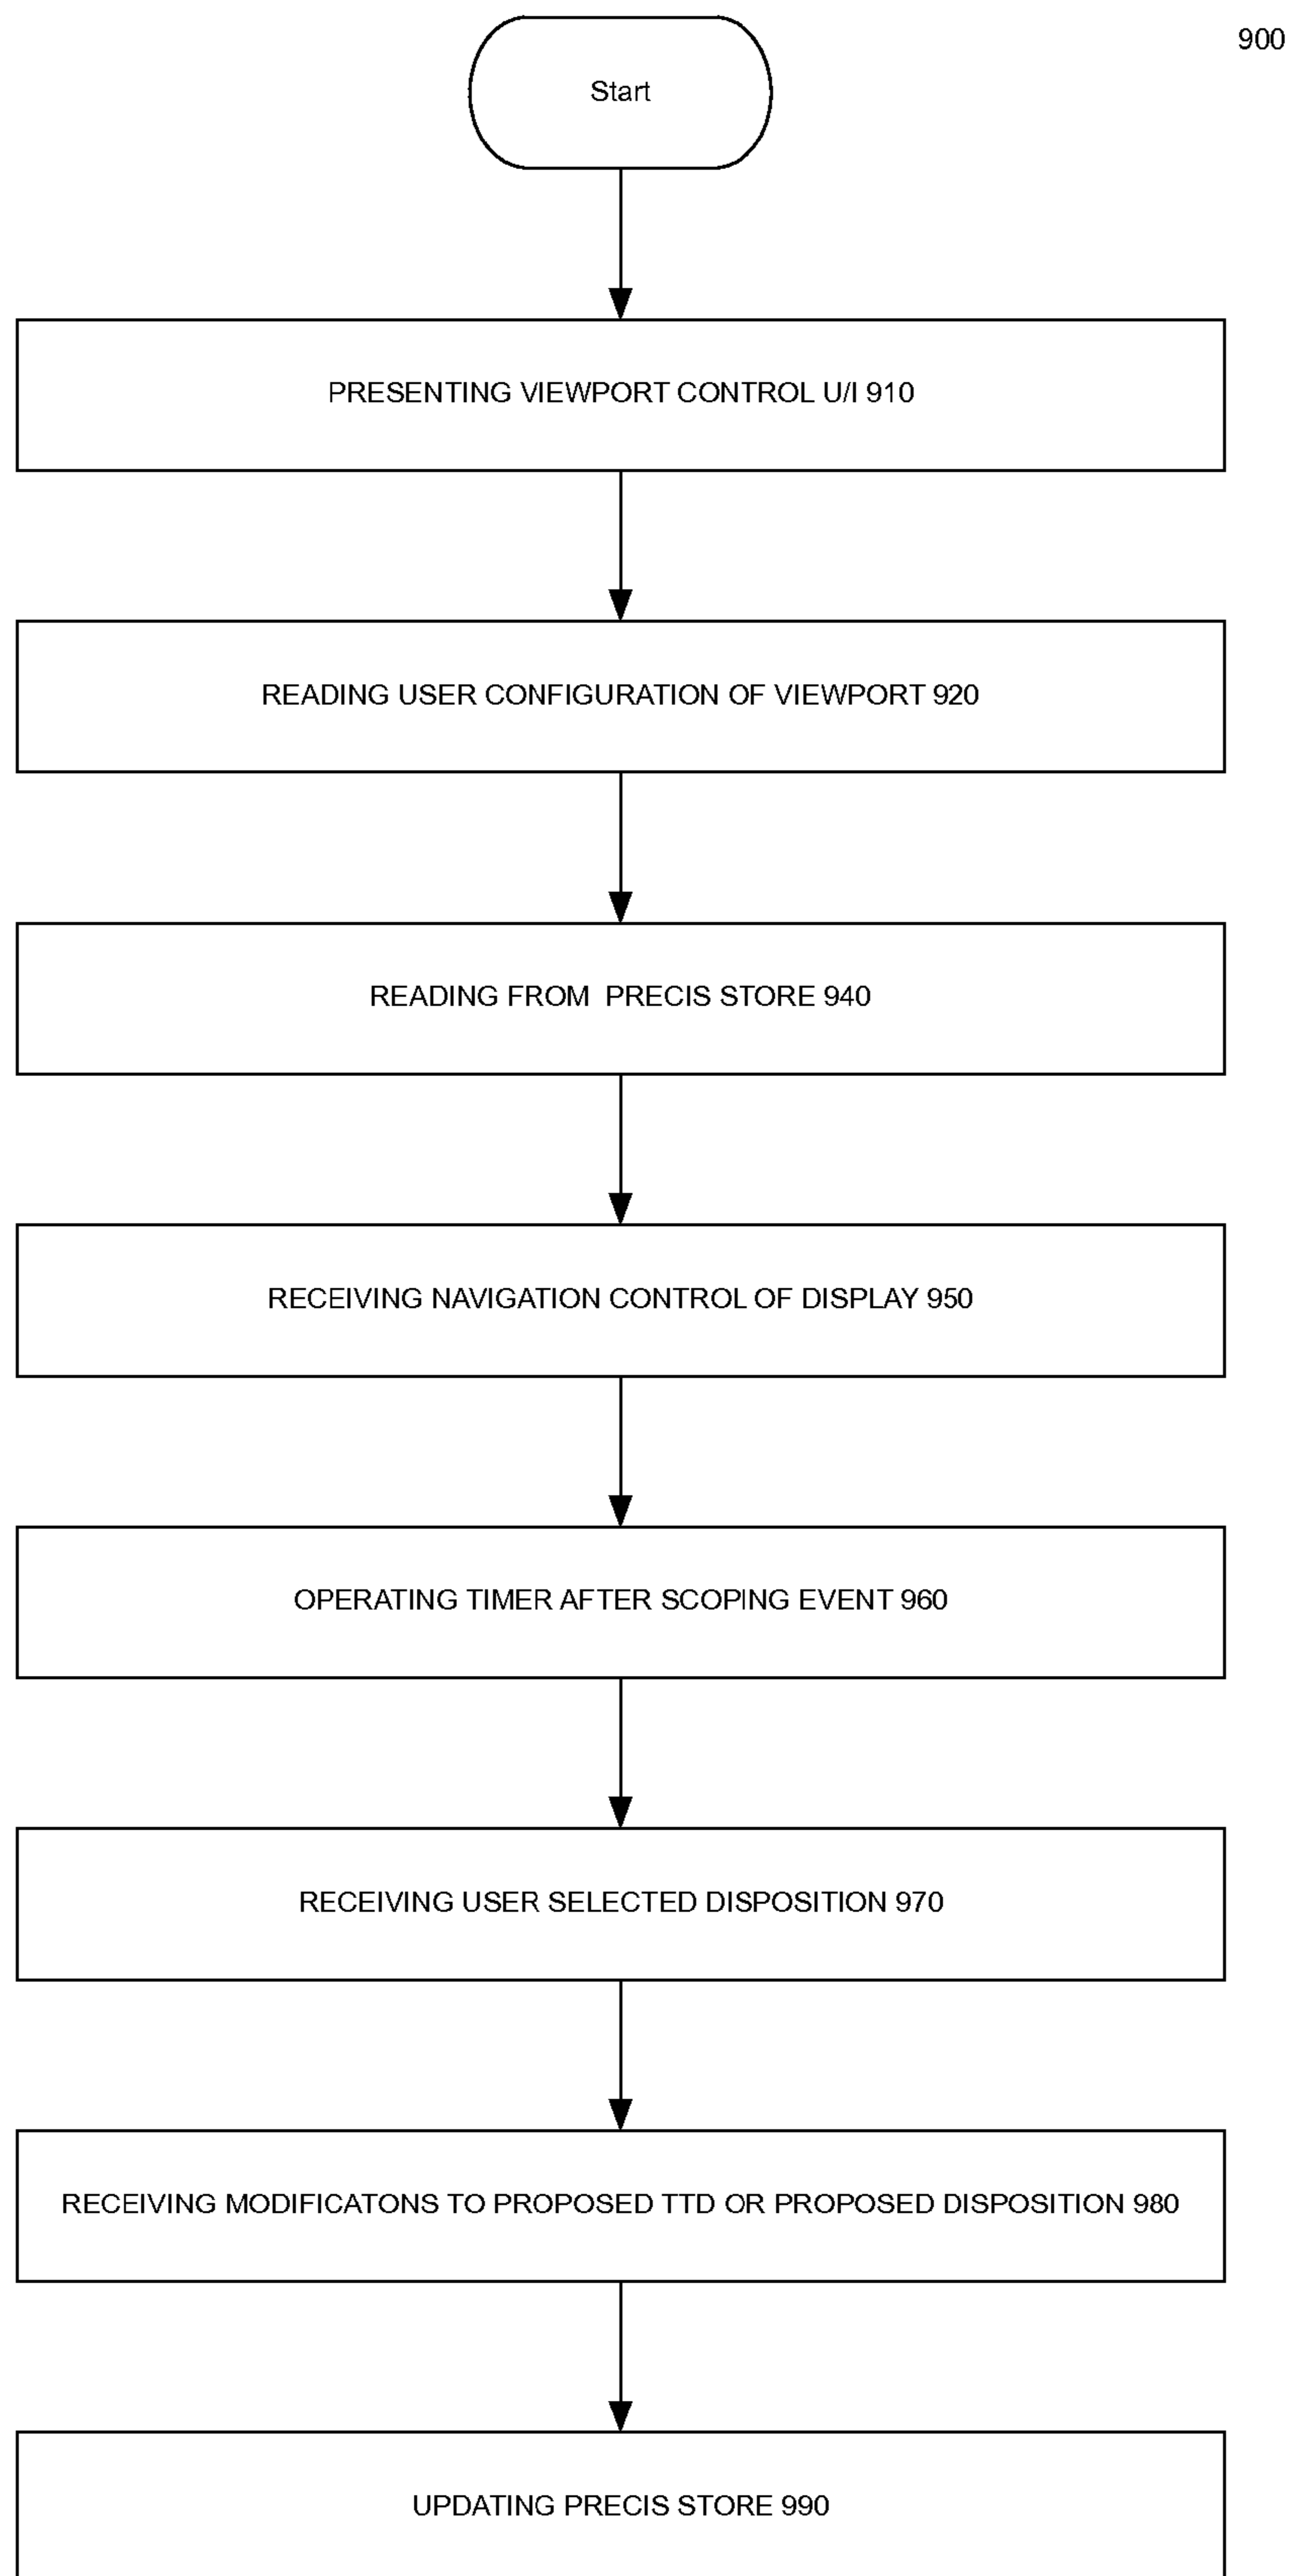 900
Start
PRESENTING VIEWPORT CONTROL U/I 910
READING USER CONFIGURATION OF VIEWPORT 920
READING FROM  PRECIS STORE 940
RECEIVING NAVIGATION CONTROL OF DISPLAY 950
OPERATING TIMER AFTER SCOPING EVENT 960
RECEIVING USER SELECTED DISPOSITION 970
RECEIVING MODIFICATONS TO PROPOSED TTD OR PROPOSED DISPOSITION 980
UPDATING PRECIS STORE 990